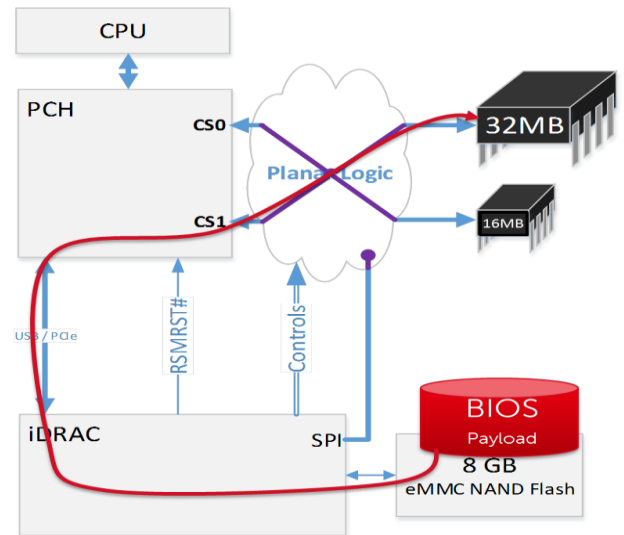 CPU
PCH
CS0
32MB
Planar Logic
CS1
16MB
USB / PCIe
RSMRST#
Controls
iDRAC
SPI
BIOS
Payload
8 GB
eMMC NAND Flash